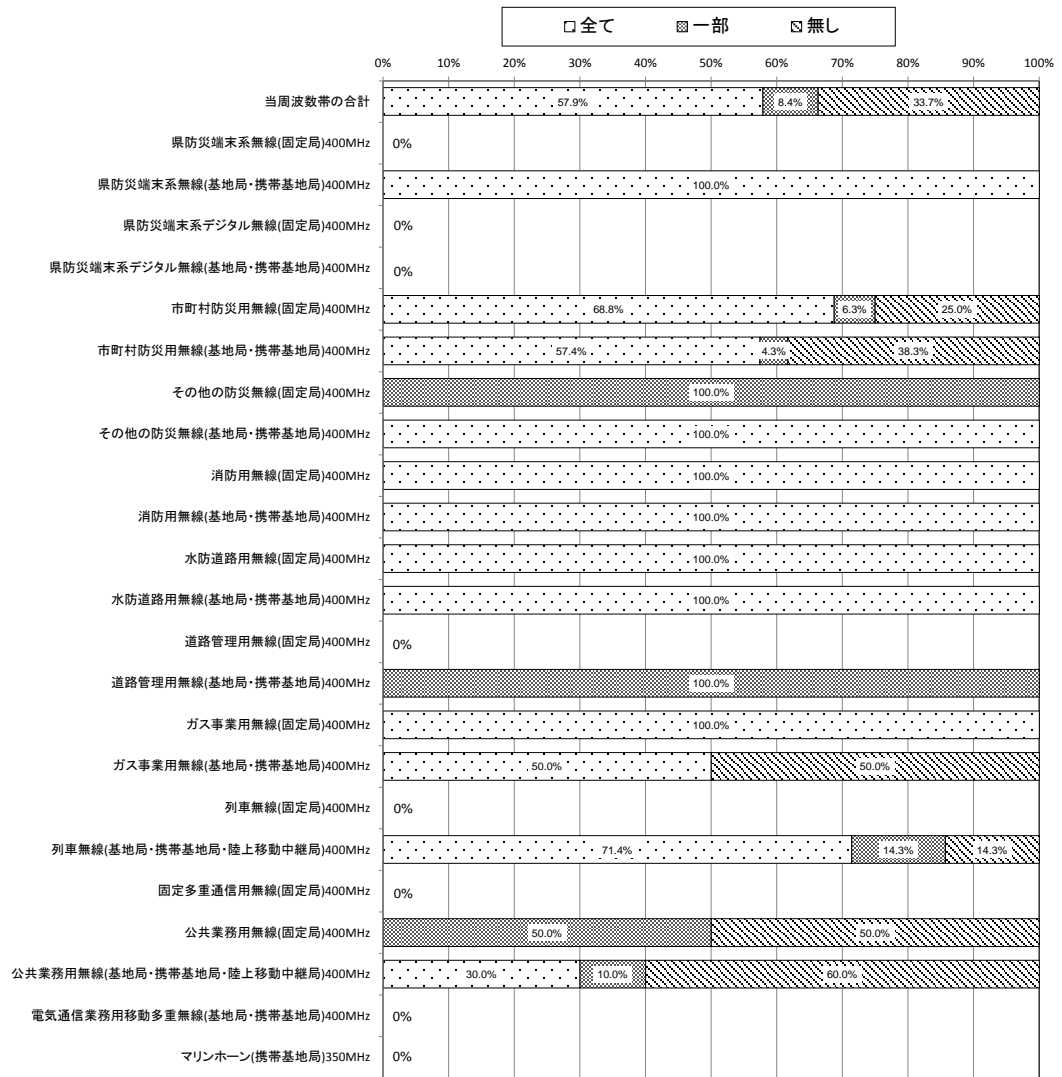 全て 一部 無し
0% 10% 20% 30% 40% 50% 60% 70% 80% 90% 100%
当周波数帯の合計 57.9% 8.4% 33.7%
県防災端末系無線(固定局)400MHz 0%
県防災端末系無線(基地局・携帯基地局)400MHz 100.0%
県防災端末系デジタル無線(固定局)400MHz 0%
県防災端末系デジタル無線(基地局・携帯基地局)400MHz 0%
市町村防災用無線(固定局)400MHz 68.8% 6.3% 25.0%
市町村防災用無線(基地局・携帯基地局)400MHz 57.4% 4.3% 38.3%
その他の防災無線(固定局)400MHz 100.0%
その他の防災無線(基地局・携帯基地局)400MHz 100.0%
消防用無線(固定局)400MHz 100.0%
消防用無線(基地局・携帯基地局)400MHz 100.0%
水防道路用無線(固定局)400MHz 100.0%
水防道路用無線(基地局・携帯基地局)400MHz 100.0%
道路管理用無線(固定局)400MHz 0%
道路管理用無線(基地局・携帯基地局)400MHz 100.0%
ガス事業用無線(固定局)400MHz 100.0%
ガス事業用無線(基地局・携帯基地局)400MHz 50.0% 50.0%
列車無線(固定局)400MHz 0%
列車無線(基地局・携帯基地局・陸上移動中継局)400MHz 71.4% 14.3% 14.3%
固定多重通信用無線(固定局)400MHz 0%
公共業務用無線(固定局)400MHz 50.0% 50.0%
公共業務用無線(基地局・携帯基地局・陸上移動中継局)400MHz 30.0% 10.0% 60.0%
電気通信業務用移動多重無線(基地局・携帯基地局)400MHz 0%
マリンホーン(携帯基地局)350MHz 0%